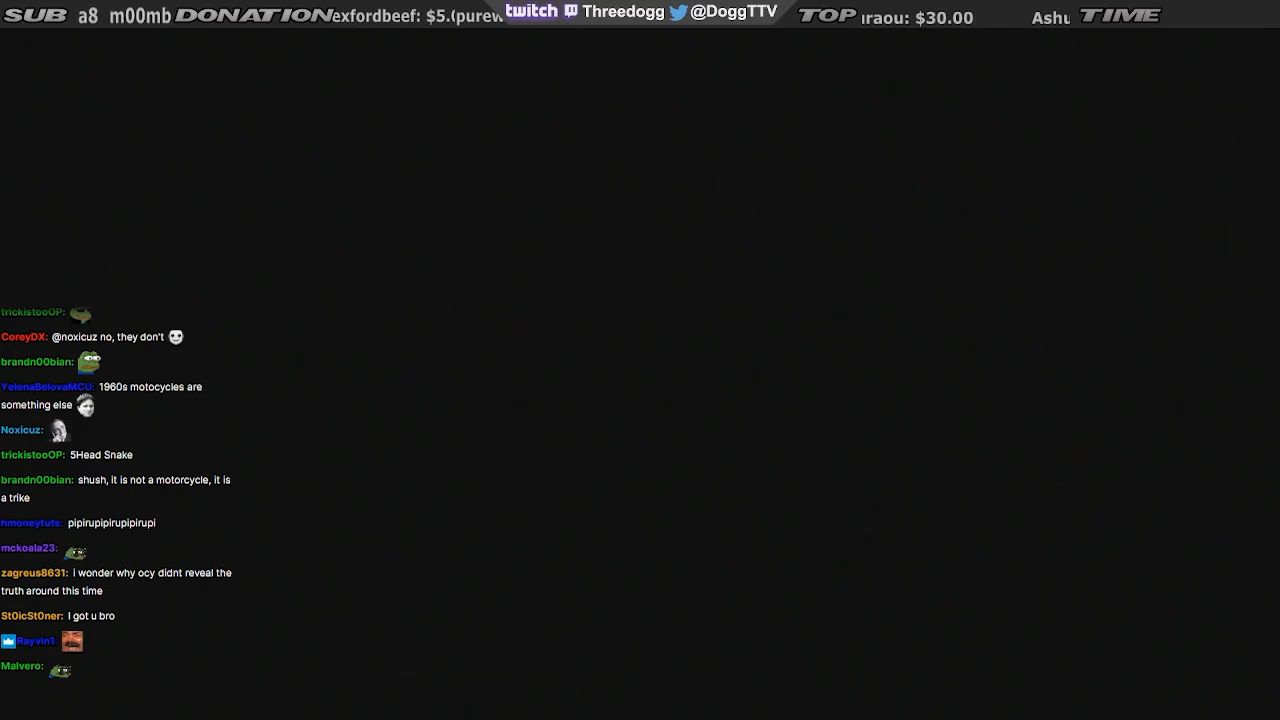 SUB a8 m00mb DONATION exfordbeef: $5.(purew twitch Threedogg @DoggTTV TOP raou: $30.00 Ashu TIME
trickistooOP:
CoreyDX: @noxicuz no, they don't
brandn00bian:
YelenaBelovaMCU: 1960s motocycles are
something else
Noxicuz:
trickistooOP: 5Head Snake
brandn00bian: shush, it is not a motorcycle, it is
a trike
hmoneytuts: pipirupipirupipirupi
mckoala23:
zagreus8631: i wonder why ocy didnt reveal the
truth around this time
St0icSt0ner: I got u bro
Rayvin1:
Malvero: